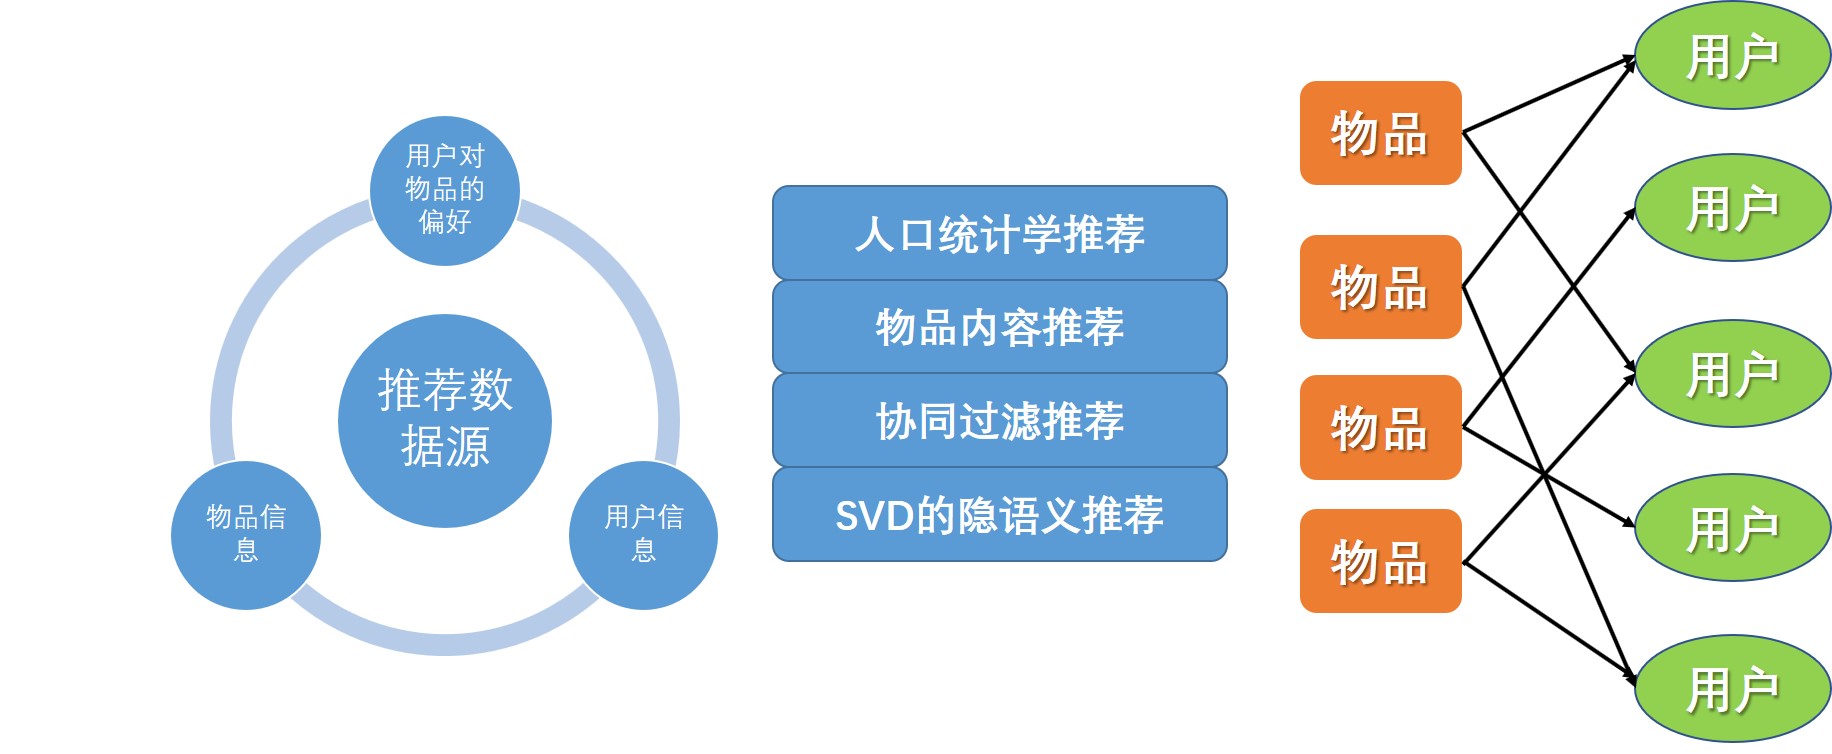 用户对
物品的
偏好
推荐数
据源
物品信
息
用户信
息
人口统计学推荐
物品内容推荐
协同过滤推荐
SVD的隐语义推荐
物品
物品
物品
物品
用户
用户
用户
用户
用户